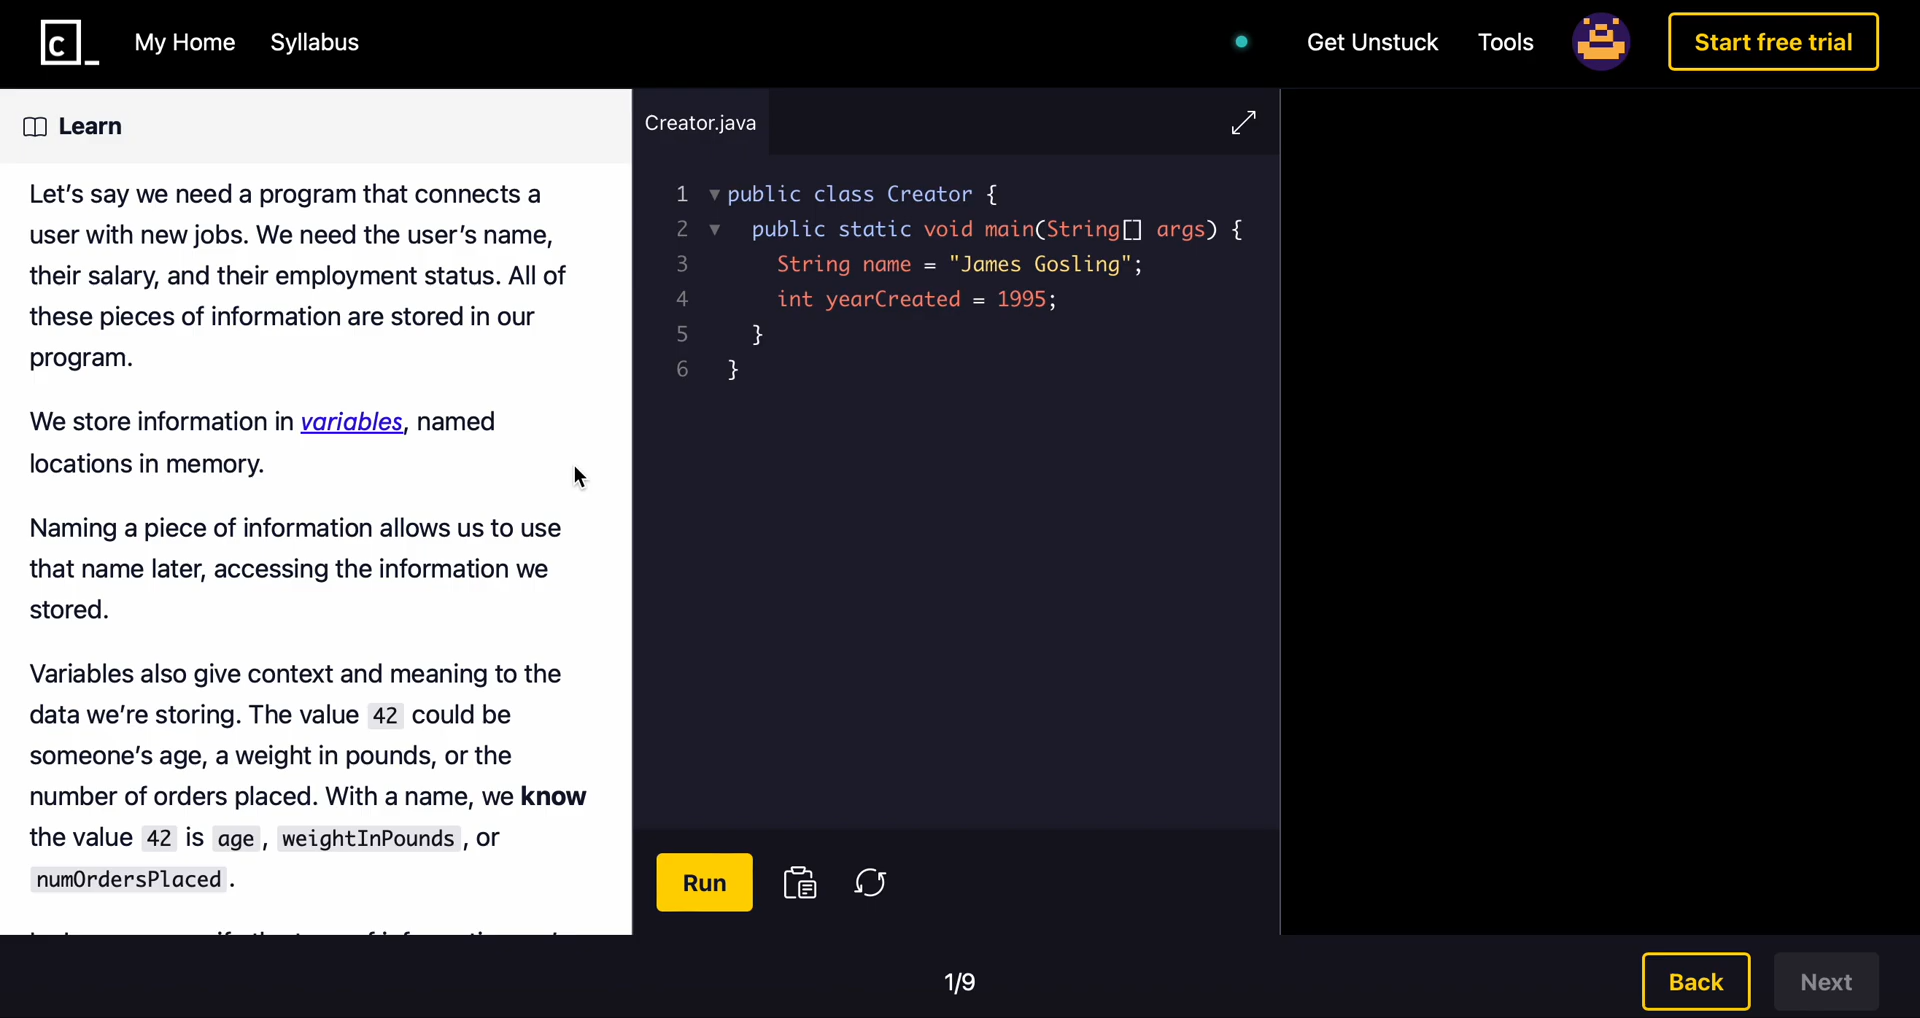 C_ My Home Syllabus Get Unstuck Tools Start free trial
Learn
Let's say we need a program that connects a
user with new jobs. We need the user's name,
their salary, and their employment status. All of
these pieces of information are stored in our
program.
We store information in variables, named
locations in memory.
Naming a piece of information allows us to use
that name later, accessing the information we
stored.
Variables also give context and meaning to the
data we're storing. The value 42 could be
someone's age, a weight in pounds, or the
number of orders placed. With a name, we know
the value 42 is age, weightInPounds, or
numOrdersPlaced.
Creator.java
1 public class Creator {
2 public static void main(String[] args) {
3 String name = "James Gosling";
4 int yearCreated = 1995;
5 }
6 }
Run
1/9
Back Next